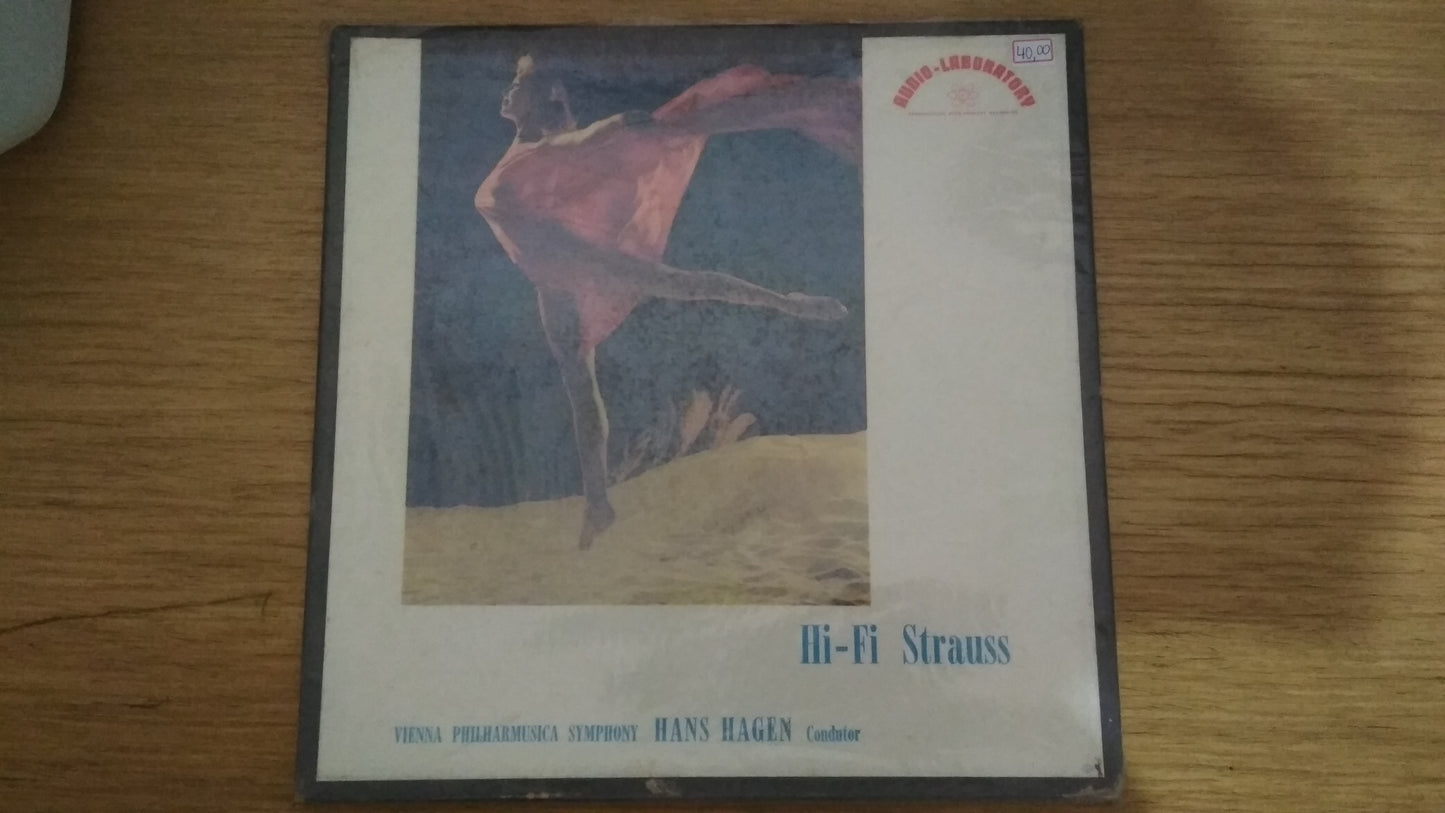 40,00
AUDIO-LABORATORY
Hi-Fi Strauss
VIENNA PHILHARMUSICA SYMPHONY HANS HAGEN Condutor